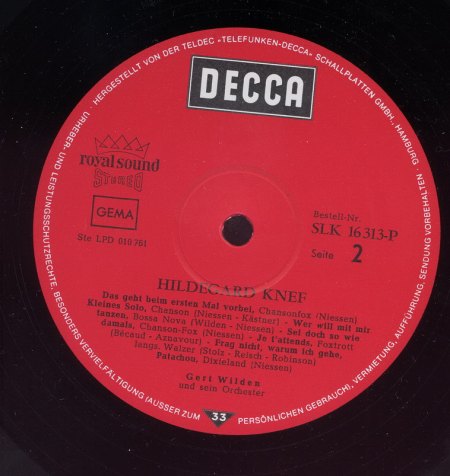 HERGESTELLT VON DER TELDEC »TELEFUNKEN-DECCA« SCHALLPLATTEN GMBH., HAMBURG ·
URHEBER- UND LEISTUNGSSCHUTZRECHTE, BESONDERS VERVIELFÄLTIGUNG (AUSSER ZUM PERSÖNLICHEN GEBRAUCH), VERMIETUNG, AUFFÜHRUNG, SENDUNG VORBEHALTEN ·
DECCA
royal sound
STEREO
GEMA
Ste LPD 019 761
Bestell-Nr.
SLK 16 313-P
Seite 2
HILDEGARD KNEF
Das geht beim ersten Mal vorbei, Chansonfox (Niessen)
Kleines Solo, Chanson (Niessen - Kästner) - Wer will mit mir
tanzen, Bossa Nova (Wilden - Niessen) - Sei doch so wie
damals, Chanson-Fox (Niessen) - Je t'attends, Foxtrott
(Bécaud - Aznavour) - Frag nicht, warum ich gehe,
langs. Walzer (Stolz - Reisch - Robinson)
Patachou, Dixieland (Niessen)
Gert Wilden
und sein Orchester
33